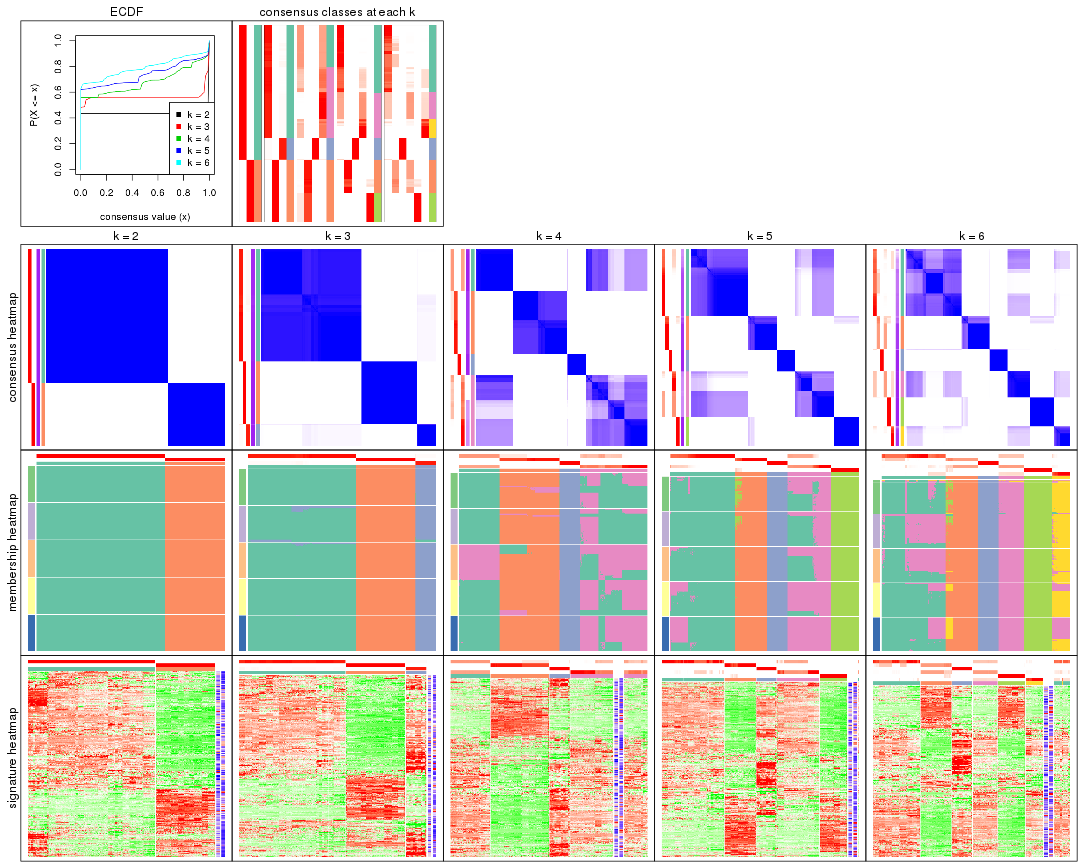 ECDF
consensus classes at each k
P(X <= x)
1.0
0.8
0.6
0.4
0.2
0.0
k = 2
k = 3
k = 4
k = 5
k = 6
0.0 0.2 0.4 0.6 0.8 1.0
consensus value (x)
k = 2
k = 3
k = 4
k = 5
k = 6
consensus heatmap
membership heatmap
signature heatmap